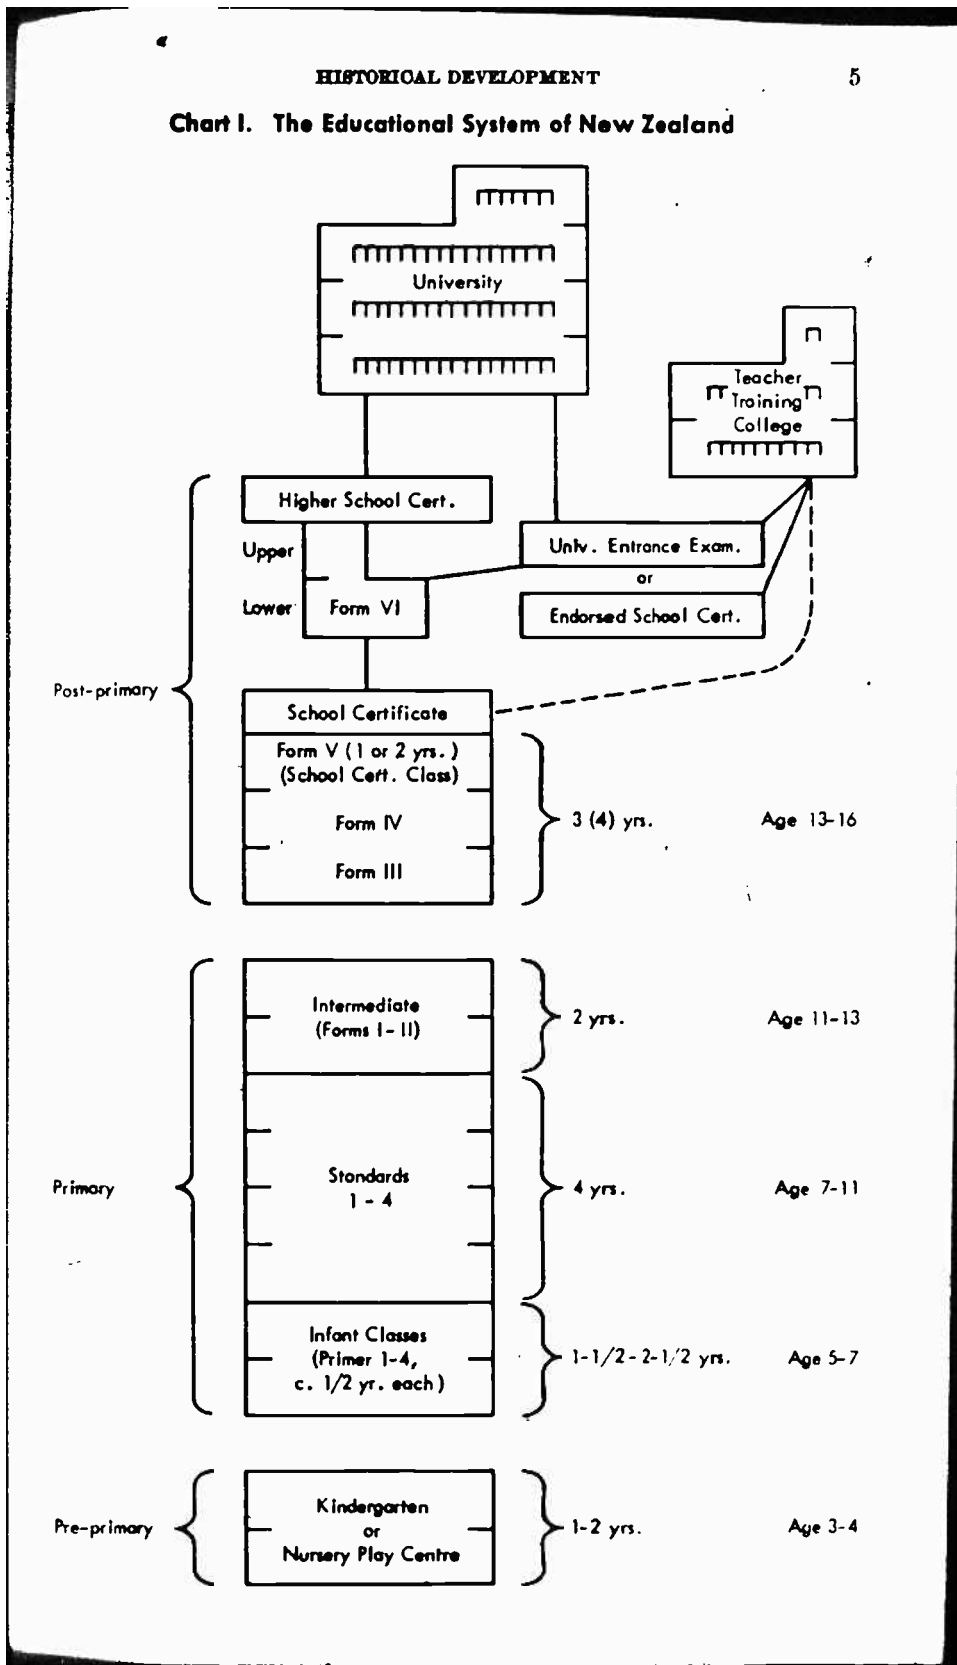 HISTORICAL DEVELOPMENT 5
Chart I. The Educational System of New Zealand
University
Teacher
Training
College
Higher School Cert.
Upper
Univ. Entrance Exam.
or
Lower
Form VI
Endorsed School Cert.
Post-primary
School Certificate
Form V (1 or 2 yrs.)
(School Cert. Class)
Form IV
3 (4) yrs.
Age 13-16
Form III
Intermediate
(Forms I-II)
2 yrs.
Age 11-13
Primary
Standards
1-4
4 yrs.
Age 7-11
Infant Classes
(Primer 1-4,
c. 1/2 yr. each)
1-1/2-2-1/2 yrs.
Age 5-7
Pre-primary
Kindergarten
or
Nursery Play Centre
1-2 yrs.
Age 3-4